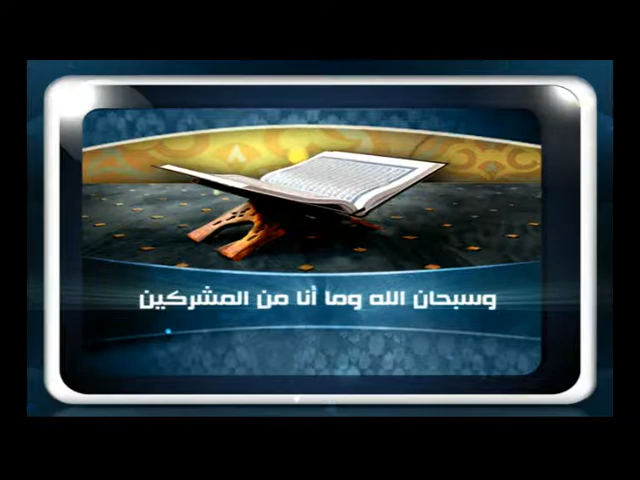 وسبحان الله وما أنا من المشركين